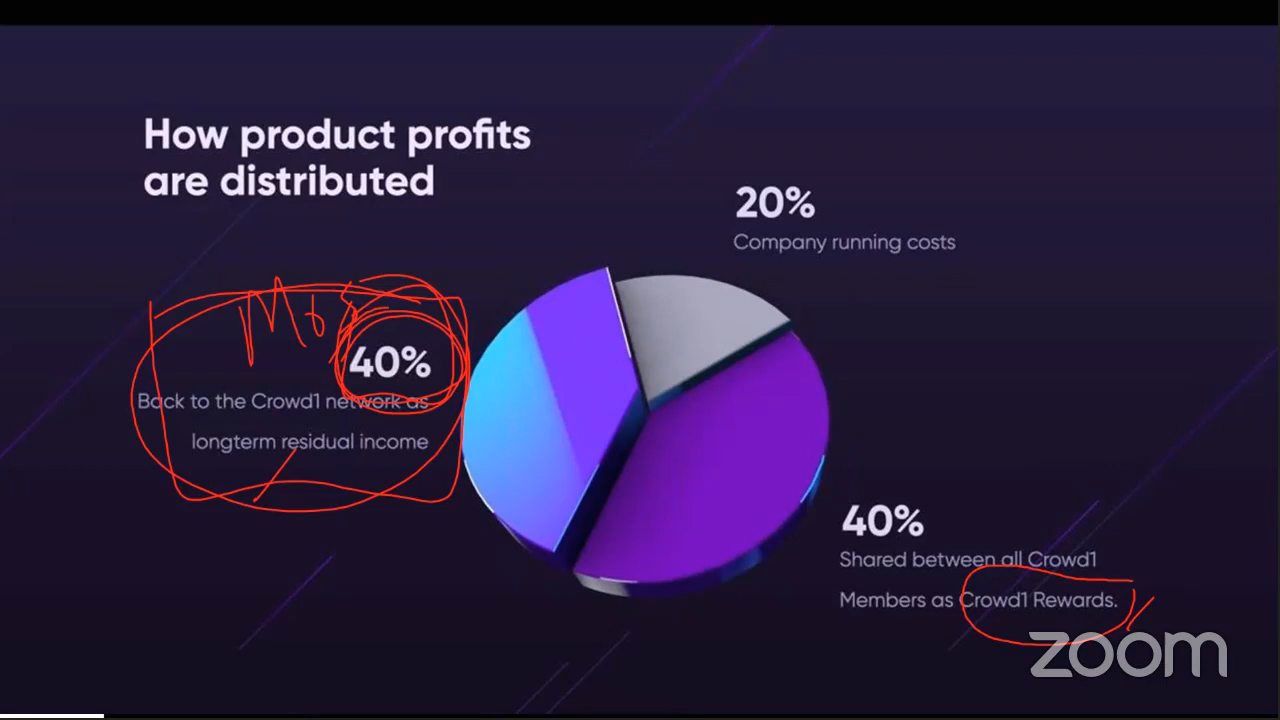 How product profits
are distributed
20%
Company running costs
40%
Back to the Crowd1 network as
longterm residual income
40%
Shared between all Crowd1
Members as Crowd1 Rewards.
zoom